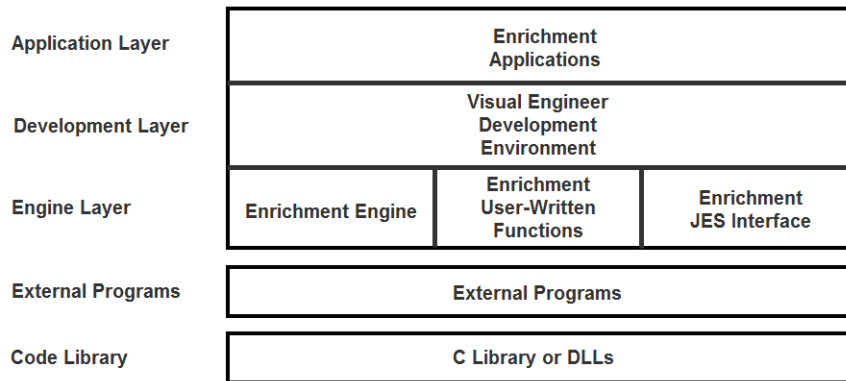 Application Layer
Enrichment
Applications
Development Layer
Visual Engineer
Development
Environment
Engine Layer
Enrichment Engine
Enrichment
User-Written
Functions
Enrichment
JES Interface
External Programs
External Programs
Code Library
C Library or DLLs